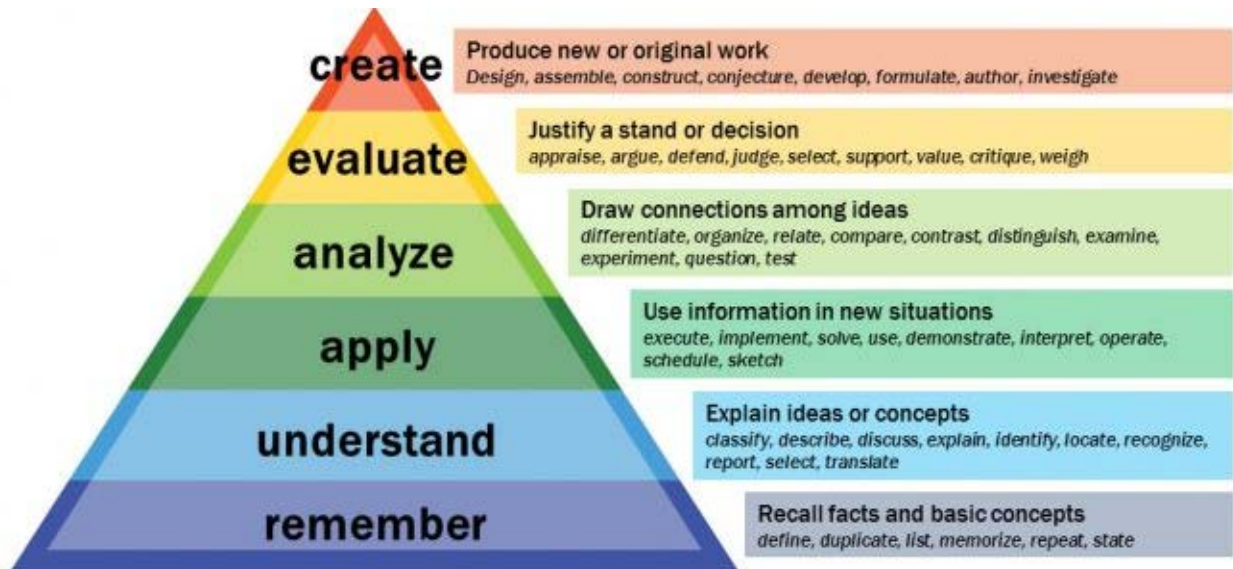 create
Produce new or original work
Design, assemble, construct, conjecture, develop, formulate, author, investigate
evaluate
Justify a stand or decision
appraise, argue, defend, judge, select, support, value, critique, weigh
analyze
Draw connections among ideas
differentiate, organize, relate, compare, contrast, distinguish, examine,
experiment, question, test
apply
Use information in new situations
execute, implement, solve, use, demonstrate, interpret, operate,
schedule, sketch
understand
Explain ideas or concepts
classify, describe, discuss, explain, identify, locate, recognize,
report, select, translate
remember
Recall facts and basic concepts
define, duplicate, list, memorize, repeat, state